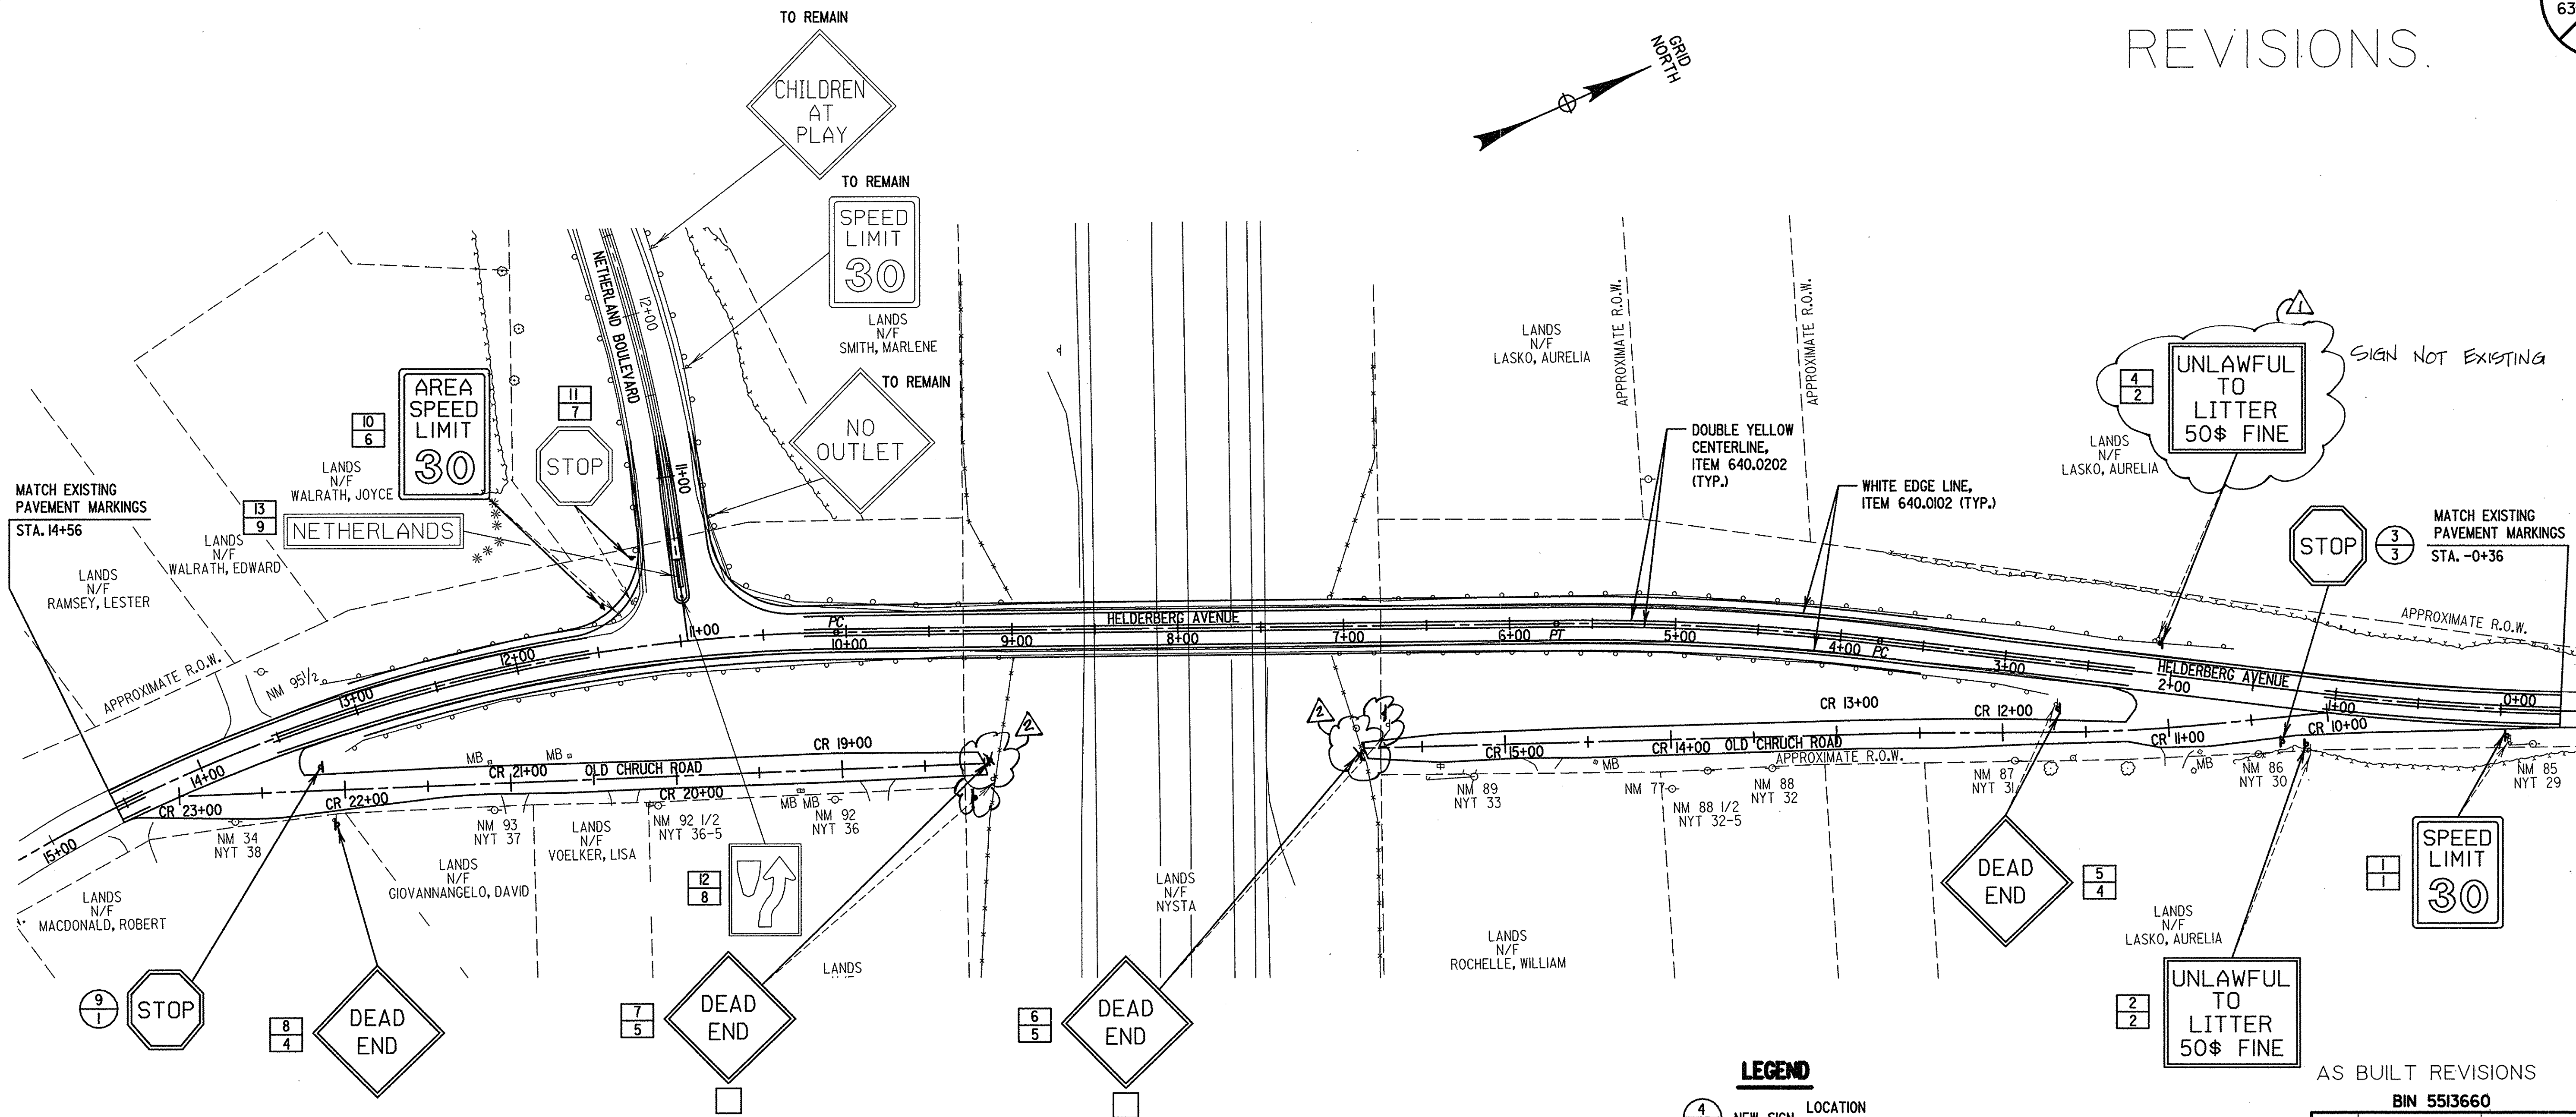 TO REMAIN
CHILDREN
AT
PLAY
TO REMAIN
SPEED
LIMIT
30
LANDS
N/F
SMITH, MARLENE
TO REMAIN
NO
OUTLET
GRID
NORTH
REVISIONS.
63
NETHERLAND BOULEVARD
12+00
11+00
AREA
SPEED
LIMIT
30
10
6
11
7
STOP
LANDS
N/F
WALRATH, JOYCE
13
9
NETHERLANDS
LANDS
N/F
WALRATH, EDWARD
MATCH EXISTING
PAVEMENT MARKINGS
STA. 14+56
LANDS
N/F
RAMSEY, LESTER
APPROXIMATE R.O.W.
NM 95½
LANDS
N/F
LASKO, AURELIA
APPROXIMATE R.O.W.
APPROXIMATE R.O.W.
DOUBLE YELLOW
CENTERLINE,
ITEM 640.0202
(TYP.)
WHITE EDGE LINE,
ITEM 640.0102 (TYP.)
1
4
2
UNLAWFUL
TO
LITTER
50$ FINE
SIGN NOT EXISTING
LANDS
N/F
LASKO, AURELIA
STOP
3
3
MATCH EXISTING
PAVEMENT MARKINGS
STA. -0+36
APPROXIMATE R.O.W.
HELDERBERG AVENUE
HELDERBERG AVENUE
15+00
14+00
13+00
12+00
11+00
PC
10+00
9+00
8+00
7+00
6+00
PT
5+00
4+00
PC
3+00
2+00
1+00
0+00
CR 23+00
CR 22+00
CR 21+00
OLD CHRUCH ROAD
CR 20+00
CR 19+00
MB
MB
MB MB
2
2
CR 15+00
CR 14+00
OLD CHRUCH ROAD
CR 13+00
CR 12+00
CR 11+00
CR 10+00
APPROXIMATE R.O.W.
MB
MB
NM 34
NYT 38
NM 93
NYT 37
NM 92 1/2
NYT 36-5
NM 92
NYT 36
NM 89
NYT 33
NM 77
NM 88 1/2
NYT 32-5
NM 88
NYT 32
NM 87
NYT 31
NM 86
NYT 30
NM 85
NYT 29
LANDS
N/F
MACDONALD, ROBERT
LANDS
N/F
GIOVANNANGELO, DAVID
LANDS
N/F
VOELKER, LISA
LANDS
LANDS
N/F
NYSTA
LANDS
N/F
ROCHELLE, WILLIAM
LANDS
N/F
LASKO, AURELIA
12
8
9
1
STOP
8
4
DEAD
END
7
5
DEAD
END
6
5
DEAD
END
DEAD
END
5
4
2
2
UNLAWFUL
TO
LITTER
50$ FINE
1
1
SPEED
LIMIT
30
LEGEND
4
NEW SIGN
LOCATION
AS BUILT REVISIONS
BIN 5513660